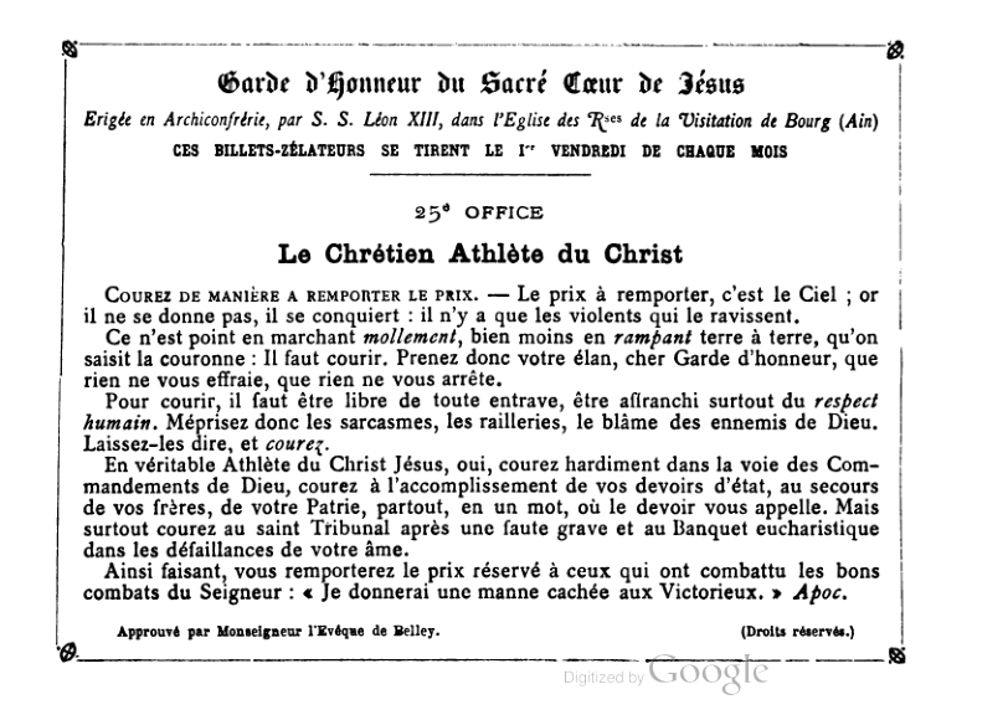 Garde d'Honneur du Sacré Cœur de Jésus
Erigée en Archiconfrérie, par S. S. Léon XIII, dans l'Eglise des Rses de la Visitation de Bourg (Ain)
CES BILLETS-ZÉLATEURS SE TIRENT LE Ier VENDREDI DE CHAQUE MOIS
25e OFFICE
Le Chrétien Athlète du Christ
COUREZ DE MANIÈRE A REMPORTER LE PRIX. — Le prix à remporter, c'est le Ciel ; or
il ne se donne pas, il se conquiert : il n'y a que les violents qui le ravissent.
Ce n'est point en marchant mollement, bien moins en rampant terre à terre, qu'on
saisit la couronne : Il faut courir. Prenez donc votre élan, cher Garde d'honneur, que
rien ne vous effraie, que rien ne vous arrête.
Pour courir, il faut être libre de toute entrave, être affranchi surtout du respect
humain. Méprisez donc les sarcasmes, les railleries, le blâme des ennemis de Dieu.
Laissez-les dire, et courez.
En véritable Athlète du Christ Jésus, oui, courez hardiment dans la voie des Com-
mandements de Dieu, courez à l'accomplissement de vos devoirs d'état, au secours
de vos frères, de votre Patrie, partout, en un mot, où le devoir vous appelle. Mais
surtout courez au saint Tribunal après une faute grave et au Banquet eucharistique
dans les défaillances de votre âme.
Ainsi faisant, vous remporterez le prix réservé à ceux qui ont combattu les bons
combats du Seigneur : « Je donnerai une manne cachée aux Victorieux. » Apoc.
Approuvé par Monseigneur l'Evêque de Belley. (Droits réservés.)
Digitized by Google